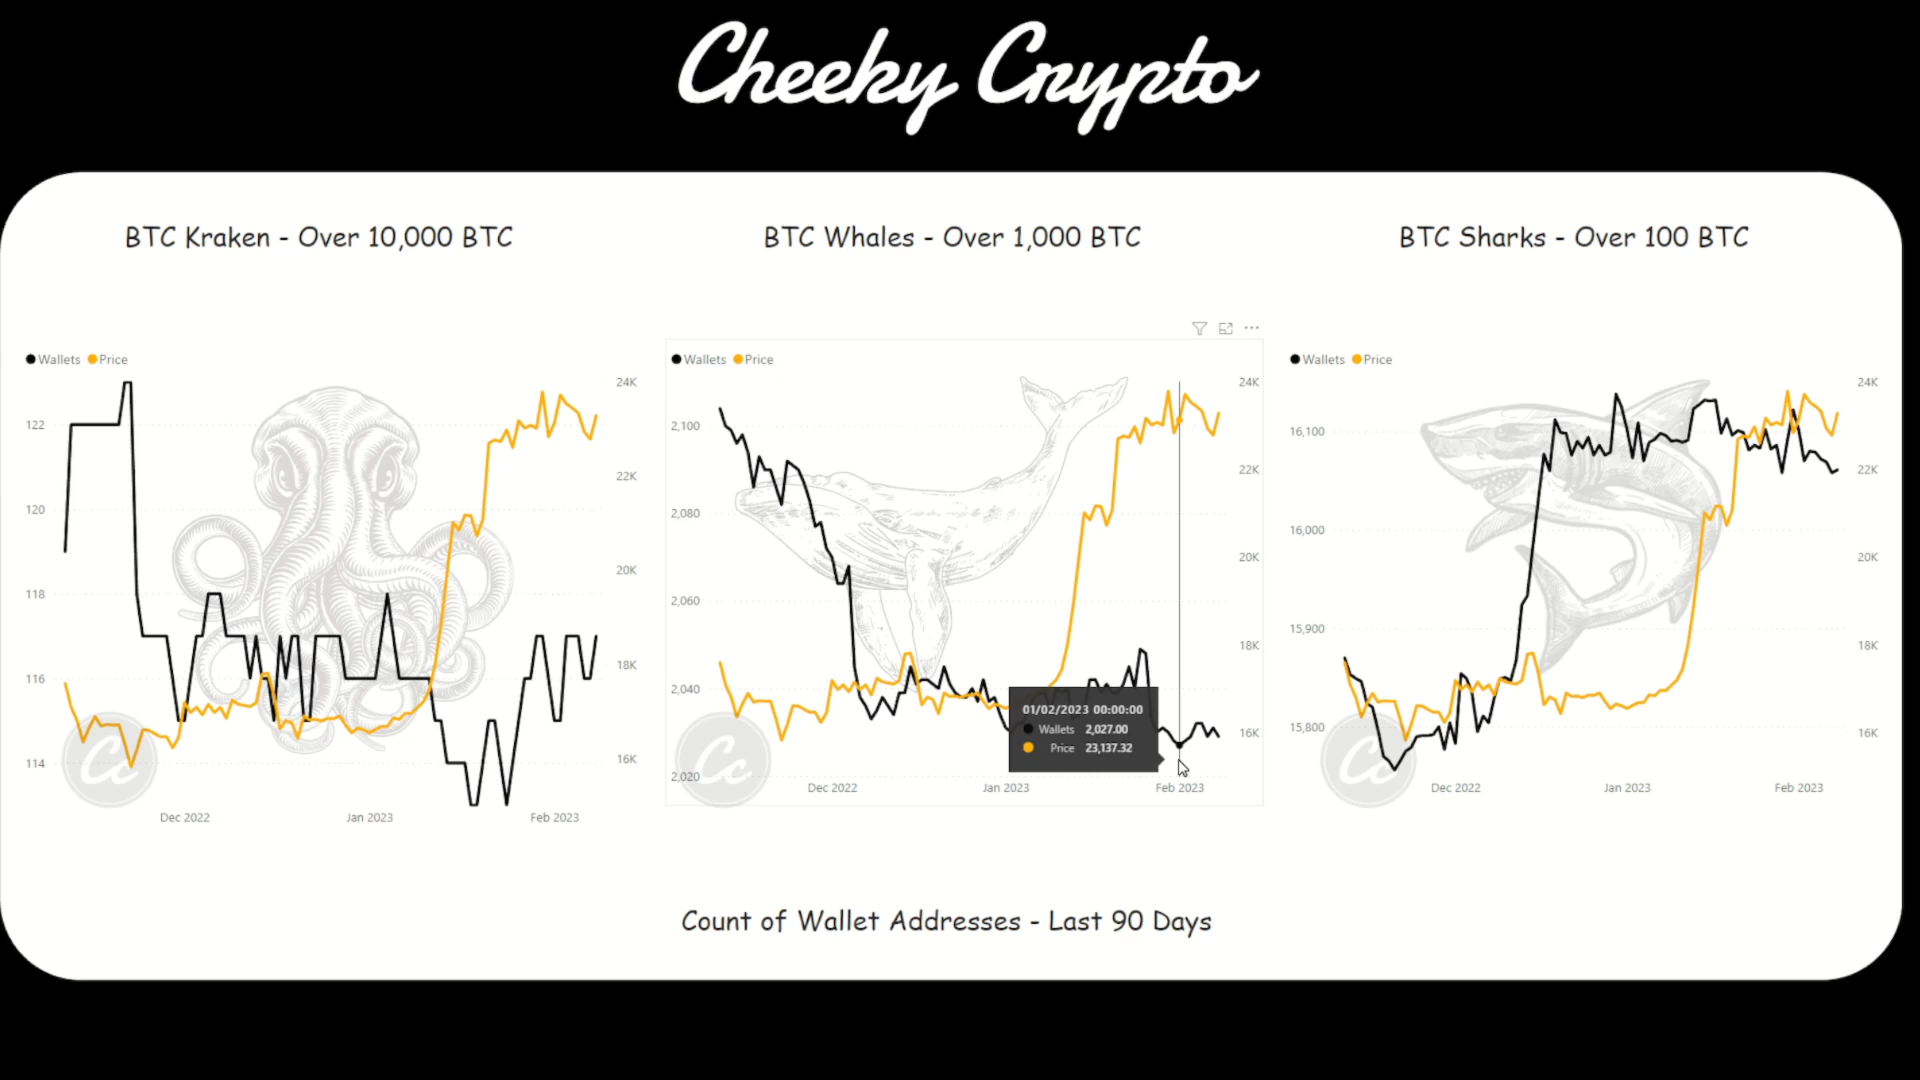 Cheeky Crypto
BTC Kraken - Over 10,000 BTC
BTC Whales - Over 1,000 BTC
BTC Sharks - Over 100 BTC
Wallets Price
24K
122
22K
120
20K
118
18K
116
16K
114
Cc
Dec 2022 Jan 2023 Feb 2023
Wallets Price
24K
2,100
22K
2,080
20K
2,060
18K
2,040
16K
2,020
01/02/2023 00:00:00
Wallets 2,027.00
Price 23,137.32
Cc
Dec 2022 Jan 2023 Feb 2023
Wallets Price
24K
16,100
22K
16,000
20K
15,900
18K
15,800
16K
Cc
Dec 2022 Jan 2023 Feb 2023
Count of Wallet Addresses - Last 90 Days